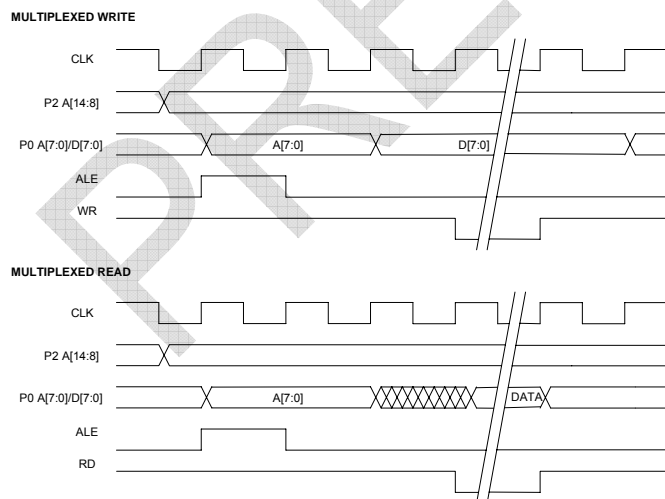 MULTIPLEXED WRITE
CLK
P2 A[14:8]
P0 A[7:0]/D[7:0] A[7:0] D[7:0]
ALE
WR
MULTIPLEXED READ
CLK
P2 A[14:8]
P0 A[7:0]/D[7:0] A[7:0] DATA
ALE
RD
PRE